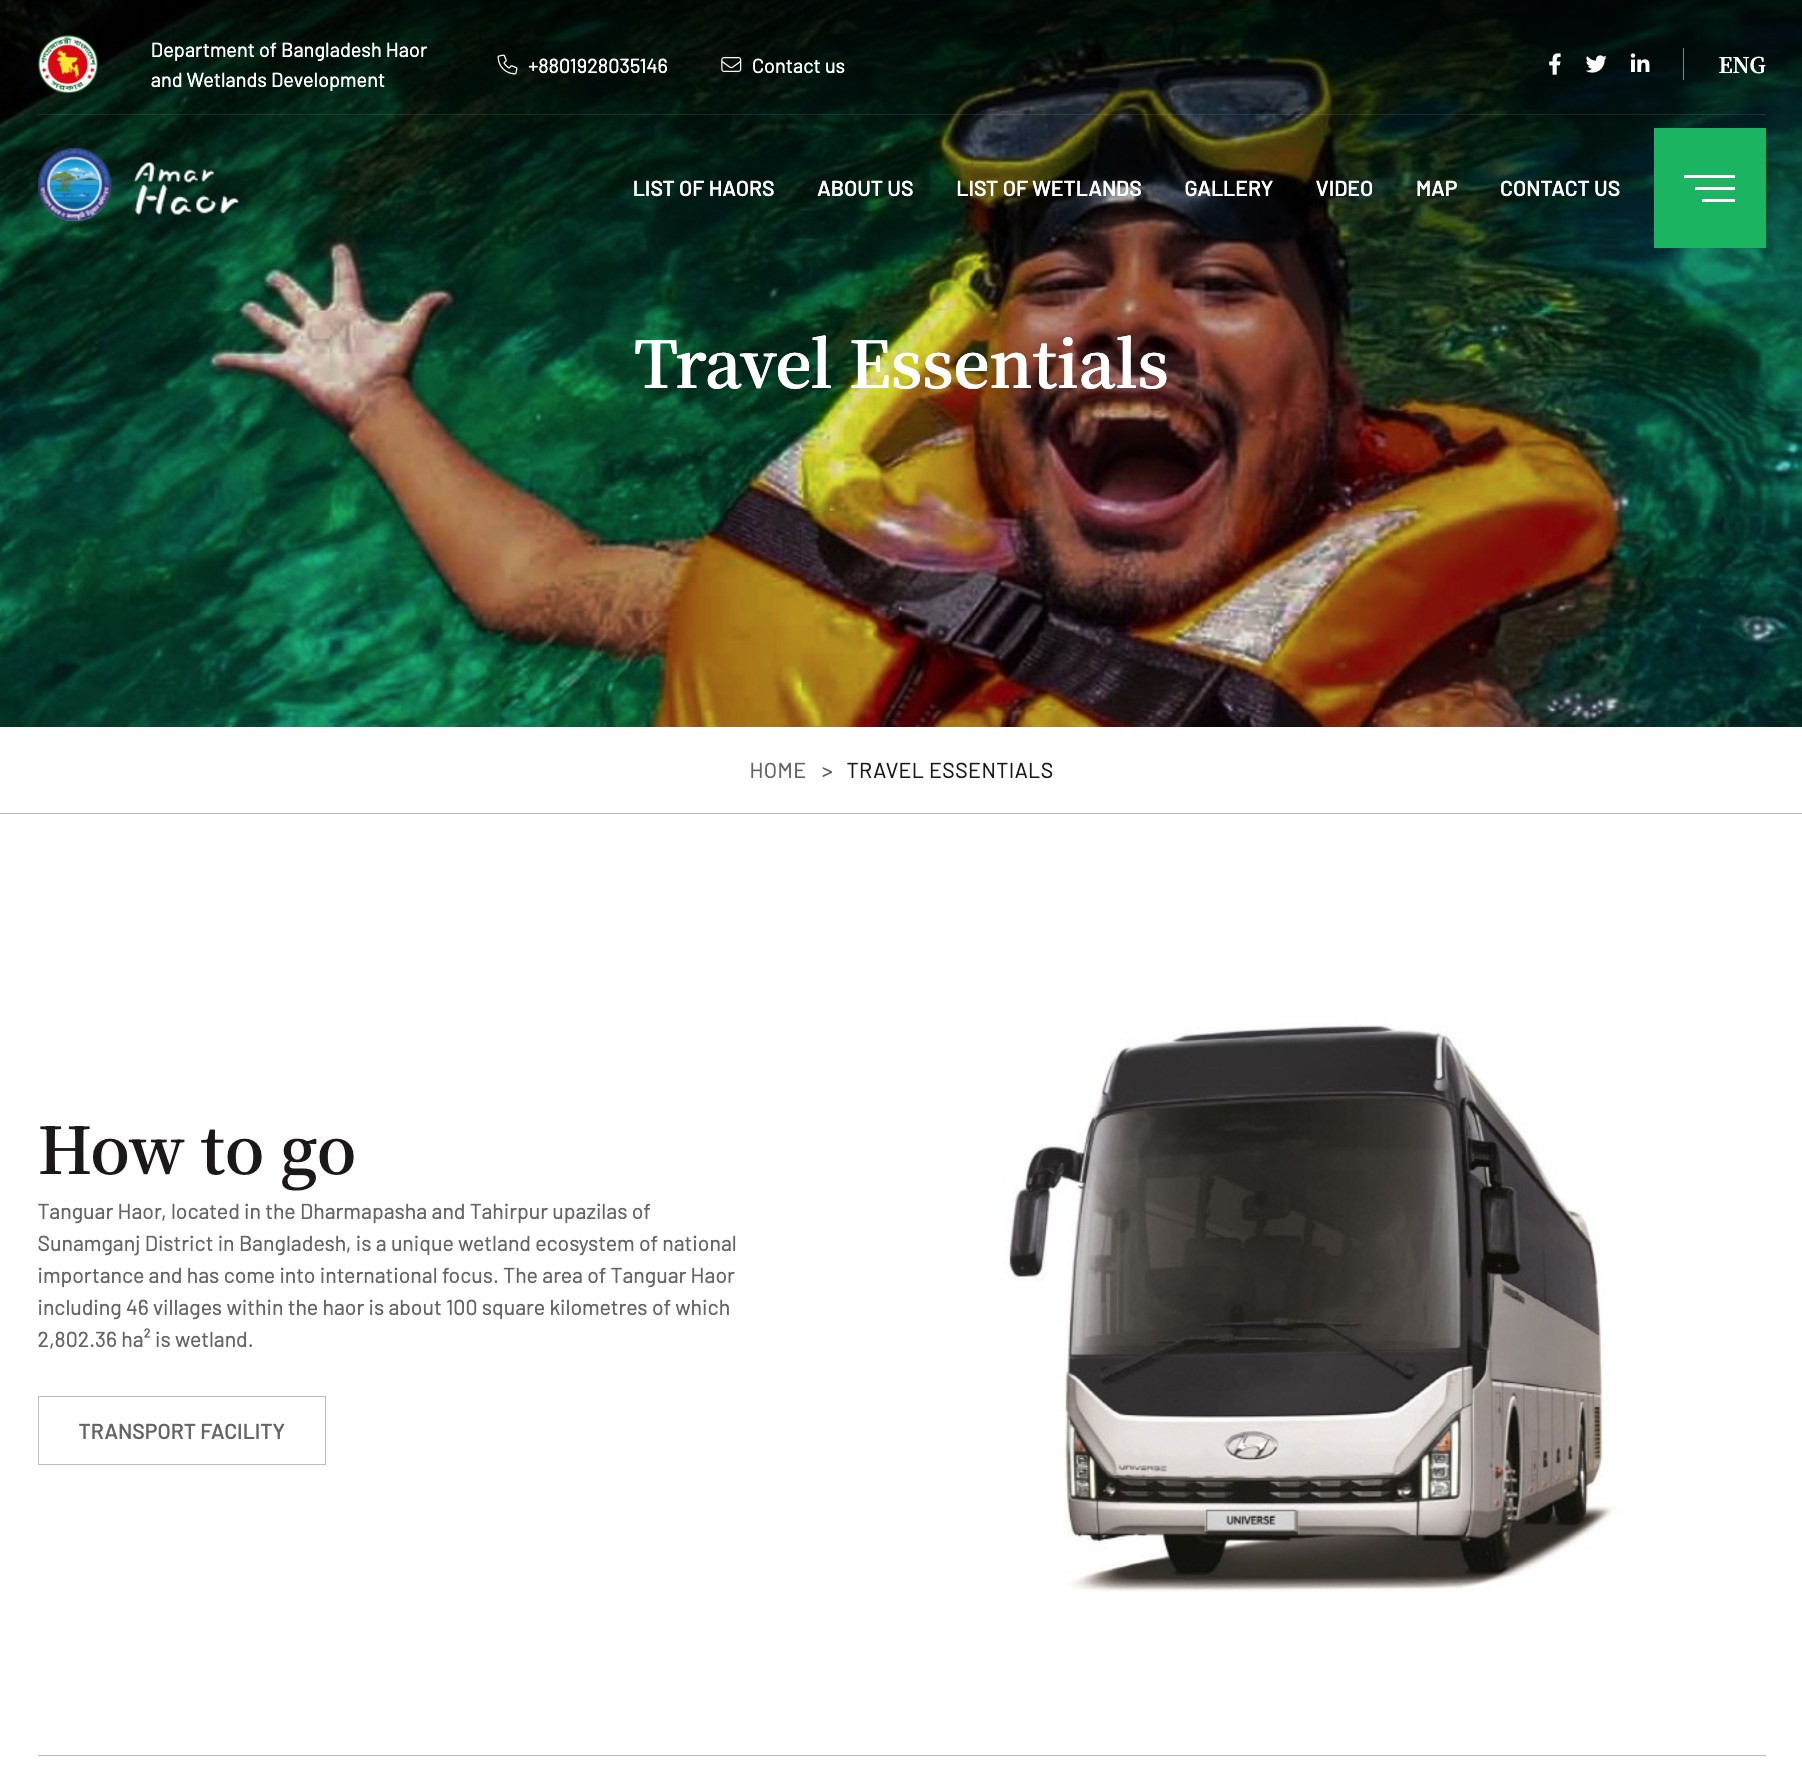 Department of Bangladesh Haor
and Wetlands Development
+8801928035146
Contact us
ENG
Amar
Haor
LIST OF HAORS
ABOUT US
LIST OF WETLANDS
GALLERY
VIDEO
MAP
CONTACT US
Travel Essentials
HOME > TRAVEL ESSENTIALS
How to go
Tanguar Haor, located in the Dharmapasha and Tahirpur upazilas of
Sunamganj District in Bangladesh, is a unique wetland ecosystem of national
importance and has come into international focus. The area of Tanguar Haor
including 46 villages within the haor is about 100 square kilometres of which
2,802.36 ha² is wetland.
TRANSPORT FACILITY
UNIVERSE
UNIVERSE